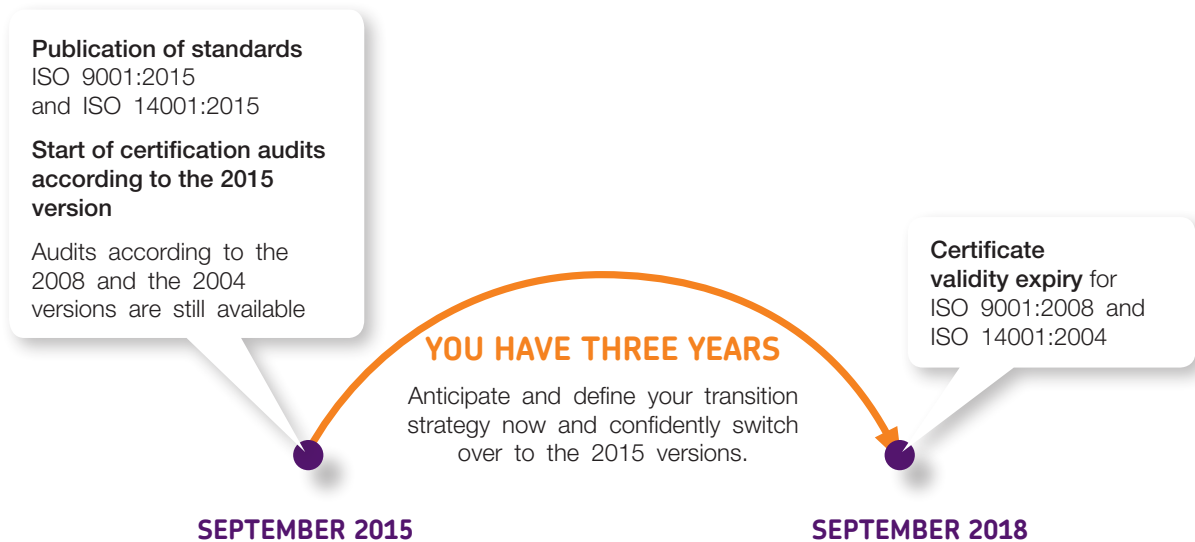 Publication of standards
ISO 9001:2015
and ISO 14001:2015
Start of certification audits
according to the 2015
version
Audits according to the
2008 and the 2004
versions are still available
YOU HAVE THREE YEARS
Anticipate and define your transition
strategy now and confidently switch
over to the 2015 versions.
Certificate
validity expiry for
ISO 9001:2008 and
ISO 14001:2004
SEPTEMBER 2015
SEPTEMBER 2018